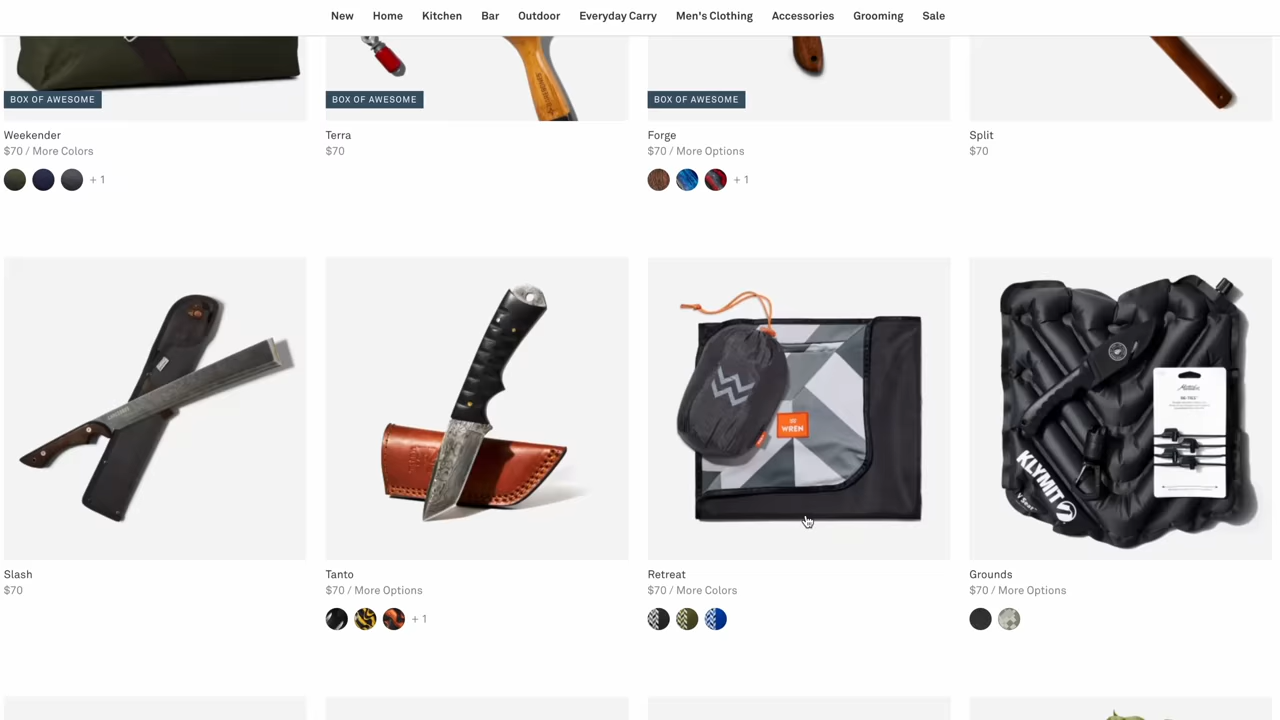 New Home Kitchen Bar Outdoor Everyday Carry Men's Clothing Accessories Grooming Sale
BOX OF AWESOME
BOX OF AWESOME
BOX OF AWESOME
Weekender
$70 / More Colors
+ 1
Terra
$70
Forge
$70 / More Options
+ 1
Split
$70
WREN
KLYMIT
V Seat
Slash
$70
Tanto
$70 / More Options
+ 1
Retreat
$70 / More Colors
Grounds
$70 / More Options